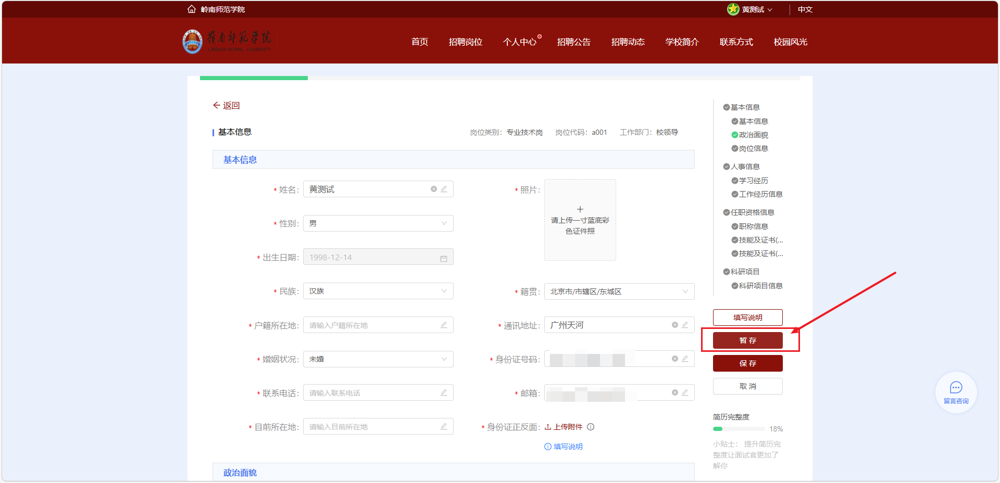 岭南师范学院
黄测试
中文
嶺南師範學院
LINGNAN NORMAL UNIVERSITY
首页
招聘岗位
个人中心
招聘公告
招聘动态
学校简介
联系方式
校园风光
返回
基本信息
岗位类别： 专业技术岗
岗位代码： a001
工作部门： 校领导
基本信息
* 姓名： 黄测试
* 照片：
请上传一寸蓝底彩
色证件照
* 性别： 男
* 出生日期： 1998-12-14
* 民族： 汉族
* 籍贯： 北京市/市辖区/东城区
* 户籍所在地： 请输入户籍所在地
* 通讯地址： 广州天河
* 婚姻状况： 未婚
* 身份证号码：
* 联系电话： 请输入联系电话
* 邮箱：
* 目前所在地： 请输入目前所在地
* 身份证正反面： 上传附件
填写说明
政治面貌
基本信息
基本信息
政治面貌
岗位信息
人事信息
学习经历
工作经历信息
任职资格信息
职称信息
技能及证书(...
技能及证书(...
科研项目
科研项目信息
填写说明
暂 存
保 存
取 消
简历完整度
18%
小贴士： 提升简历完
整度让面试官更加了
解你
留言咨询